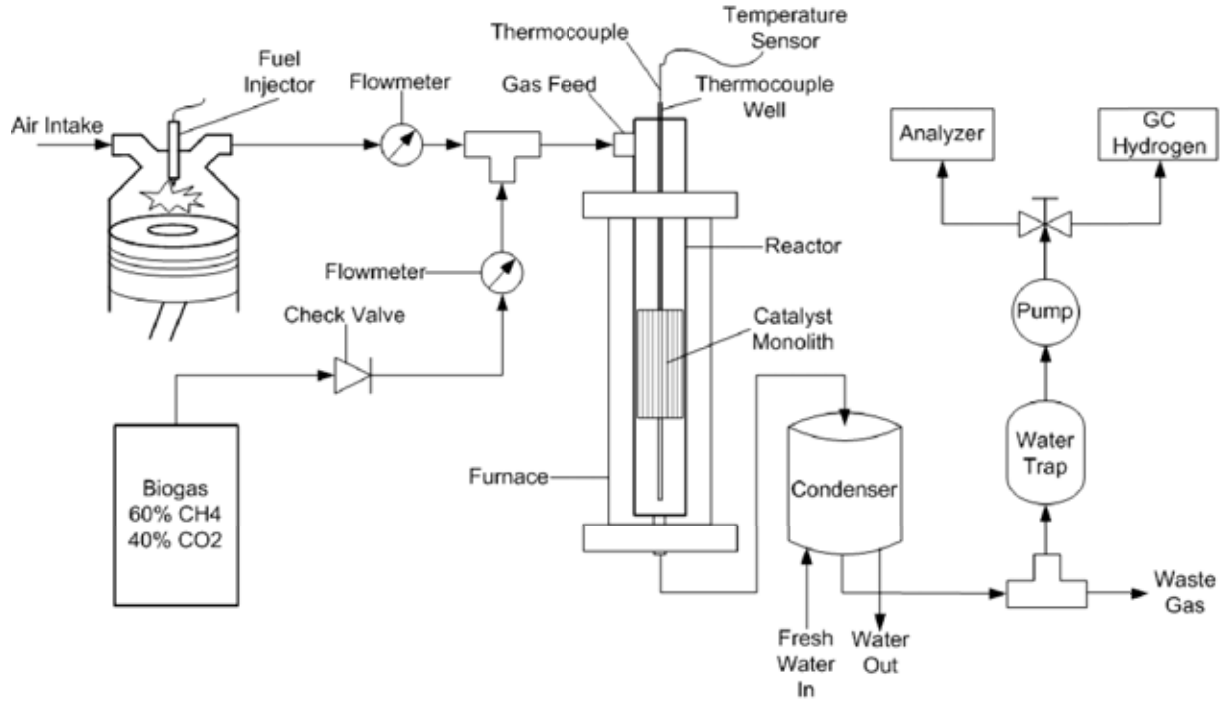 Temperature
Sensor
Thermocouple
Fuel
Injector
Flowmeter
Gas Feed
Thermocouple
Well
Air Intake
Analyzer
GC
Hydrogen
Reactor
Flowmeter
Check Valve
Catalyst
Monolith
Pump
Water
Trap
Furnace
Condenser
Biogas
60% CH4
40% CO2
Waste
Gas
Fresh
Water
In
Water
Out